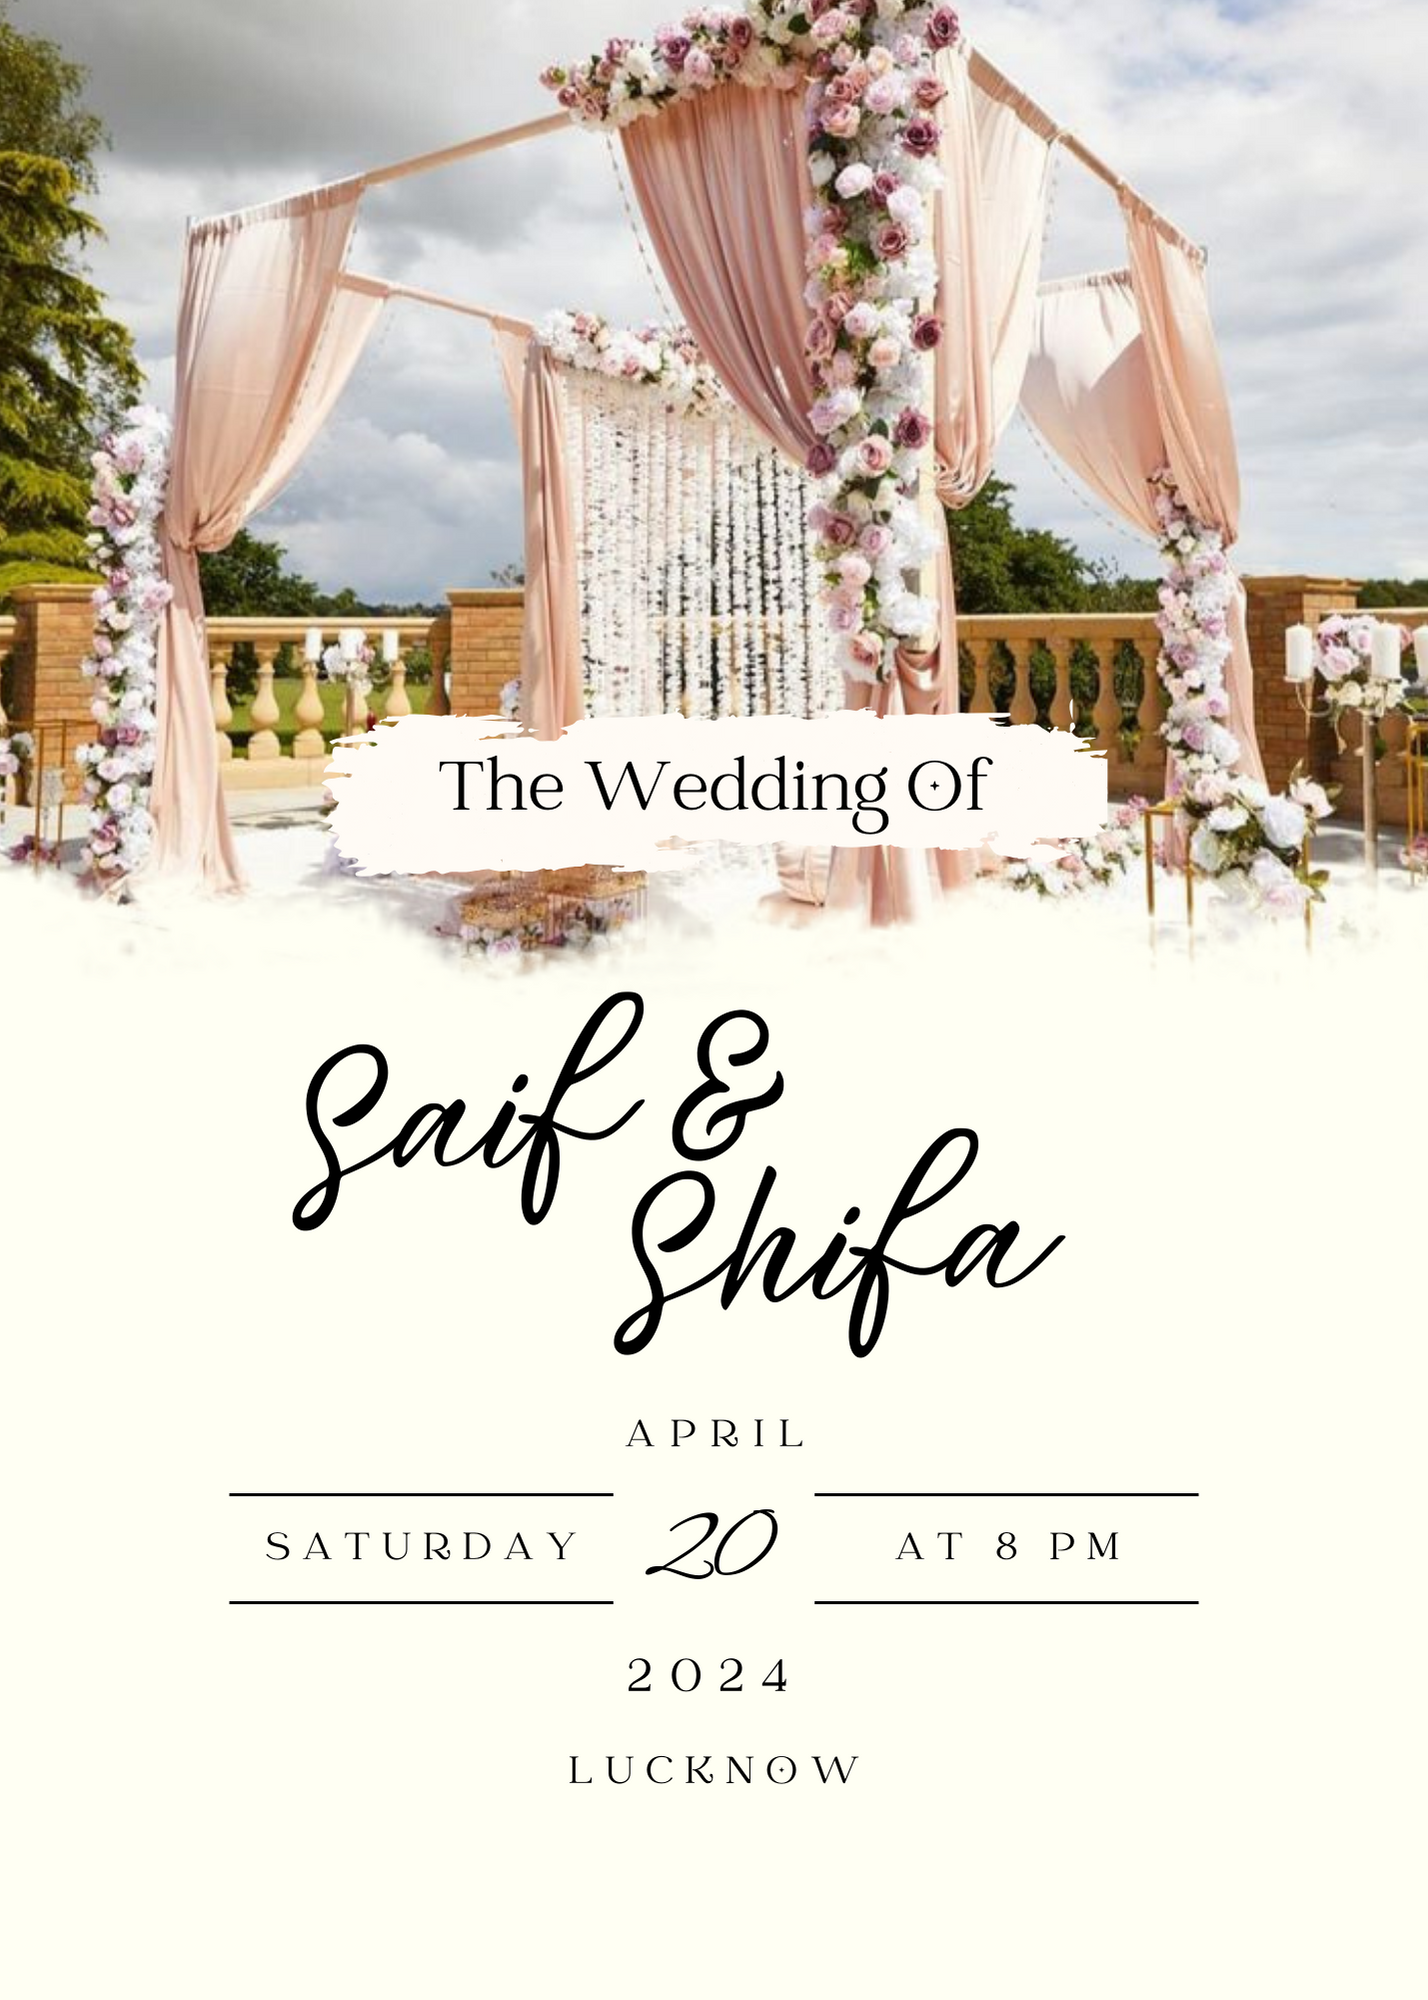 The Wedding Of
Saif &
Shifa
APRIL
SATURDAY 20 AT 8 PM
2024
LUCKNOW